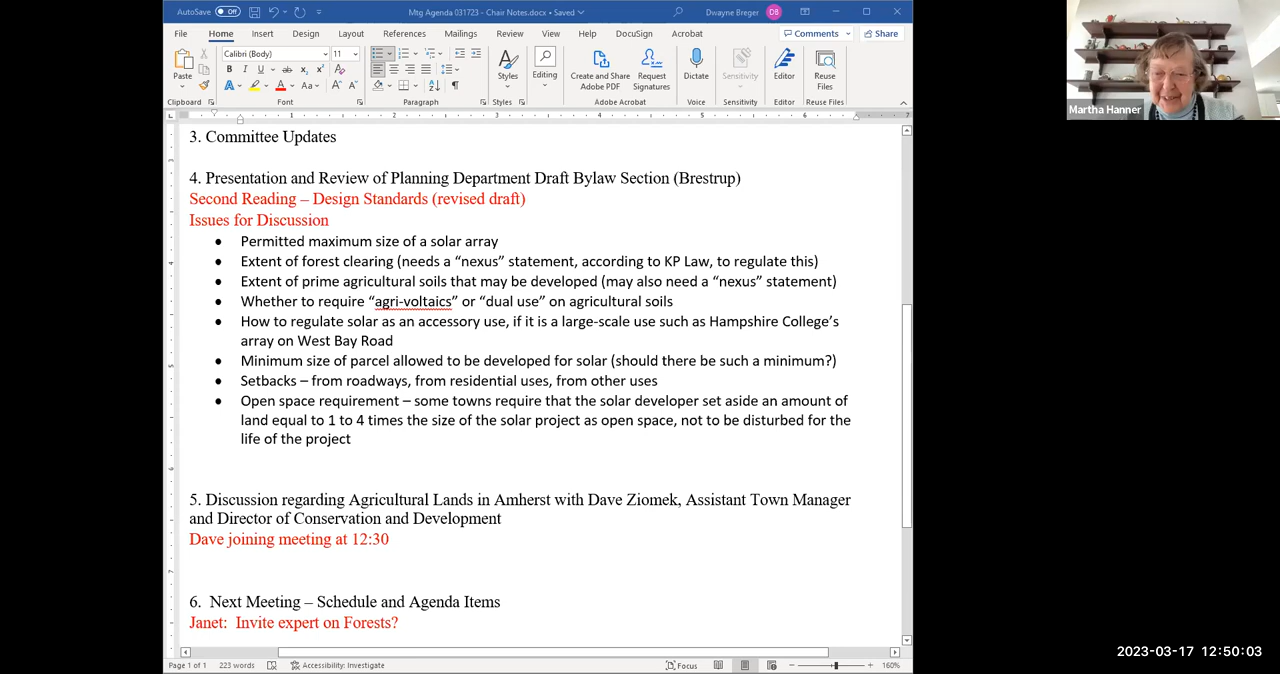 AutoSave Off Mtg Agenda 031723 - Chair Notes.docx • Saved Dwayne Breger DB
File Home Insert Design Layout References Mailings Review View Help DocuSign Acrobat Comments Share
Calibri (Body) 11
Paste Styles Editing Create and Share Adobe PDF Request Signatures Dictate Sensitivity Editor Reuse Files
Clipboard Font Paragraph Styles Adobe Acrobat Voice Sensitivity Editor Reuse Files
Martha Hanner
3. Committee Updates
4. Presentation and Review of Planning Department Draft Bylaw Section (Brestrup)
Second Reading – Design Standards (revised draft)
Issues for Discussion
• Permitted maximum size of a solar array
• Extent of forest clearing (needs a “nexus” statement, according to KP Law, to regulate this)
• Extent of prime agricultural soils that may be developed (may also need a “nexus” statement)
• Whether to require “agri-voltaics” or “dual use” on agricultural soils
• How to regulate solar as an accessory use, if it is a large-scale use such as Hampshire College’s
array on West Bay Road
• Minimum size of parcel allowed to be developed for solar (should there be such a minimum?)
• Setbacks – from roadways, from residential uses, from other uses
• Open space requirement – some towns require that the solar developer set aside an amount of
land equal to 1 to 4 times the size of the solar project as open space, not to be disturbed for the
life of the project
5. Discussion regarding Agricultural Lands in Amherst with Dave Ziomek, Assistant Town Manager
and Director of Conservation and Development
Dave joining meeting at 12:30
6. Next Meeting – Schedule and Agenda Items
Janet: Invite expert on Forests?
Page 1 of 1 223 words Accessibility: Investigate Focus 160%
2023-03-17 12:50:03